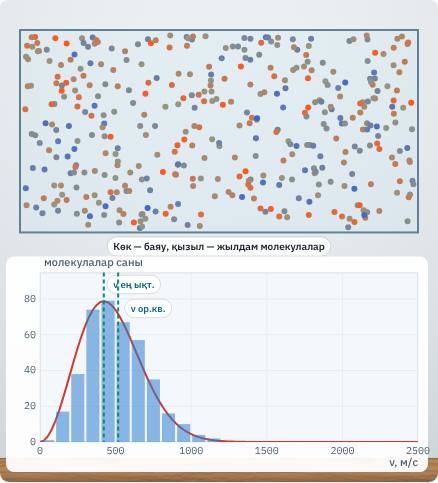 Көк — баяу, қызыл — жылдам молекулалар
молекулалар саны
v ең ықт.
v ор.кв.
80
60
40
20
0
0 500 1000 1500 2000 2500
v, м/с